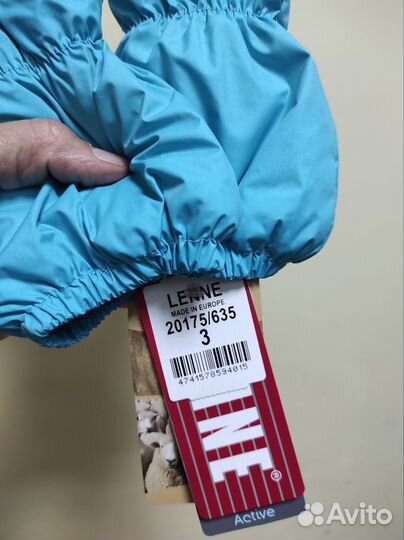 LENNE
MADE IN EUROPE
20175/635
3
4741578594015
NE®
Active
Avito